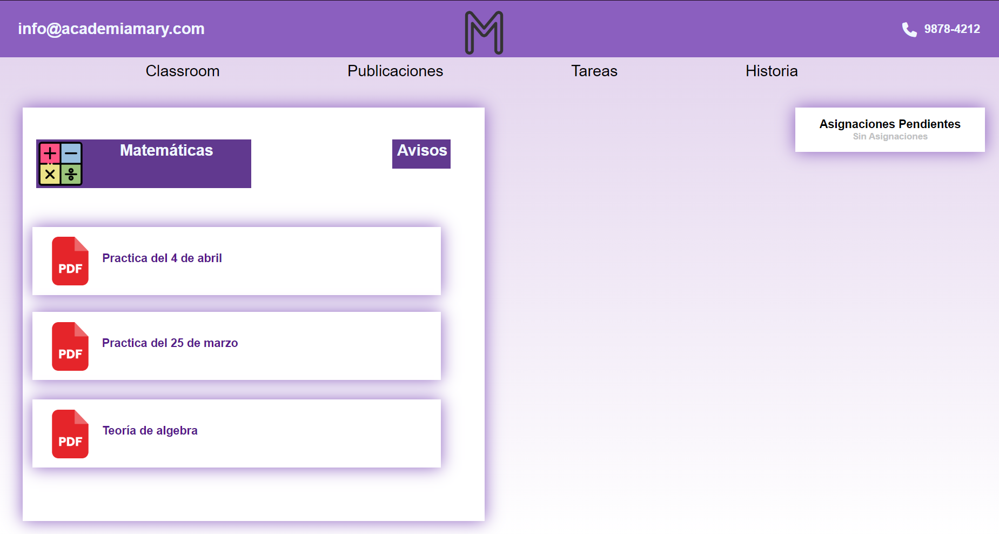 info@academiamary.com
M
9878-4212
Classroom Publicaciones Tareas Historia
Matemáticas
Avisos
Asignaciones Pendientes
Sin Asignaciones
PDF
Practica del 4 de abril
PDF
Practica del 25 de marzo
PDF
Teoría de algebra